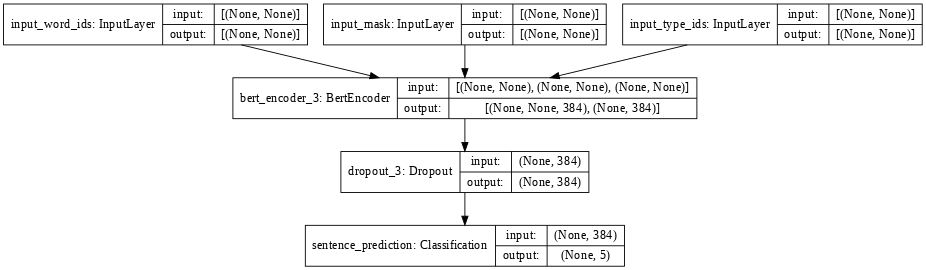 input_word_ids: InputLayer
input: [(None, None)]
output: [(None, None)]
input_mask: InputLayer
input: [(None, None)]
output: [(None, None)]
input_type_ids: InputLayer
input: [(None, None)]
output: [(None, None)]
bert_encoder_3: BertEncoder
input: [(None, None), (None, None), (None, None)]
output: [(None, None, 384), (None, 384)]
dropout_3: Dropout
input: (None, 384)
output: (None, 384)
sentence_prediction: Classification
input: (None, 384)
output: (None, 5)